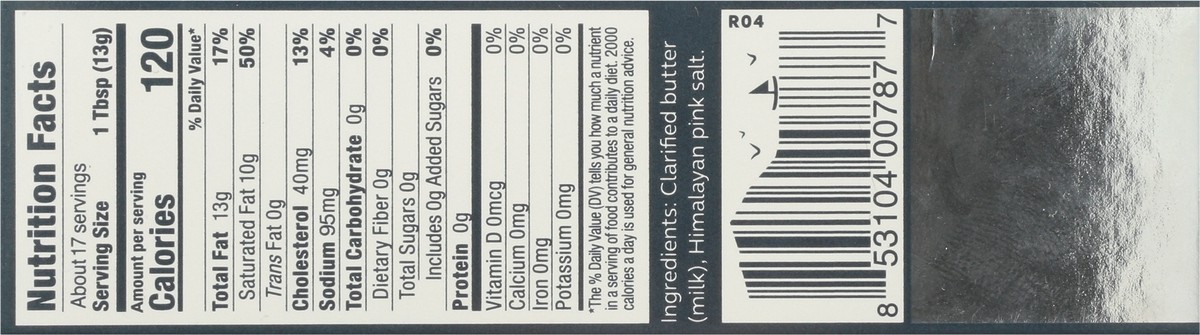 Nutrition Facts
About 17 servings
Serving Size 1 Tbsp (13g)
Amount per serving
Calories 120
% Daily Value*
Total Fat 13g 17%
Saturated Fat 10g 50%
Trans Fat 0g
Cholesterol 40mg 13%
Sodium 95mg 4%
Total Carbohydrate 0g 0%
Dietary Fiber 0g 0%
Total Sugars 0g
Includes 0g Added Sugars 0%
Protein 0g
Vitamin D 0mcg 0%
Calcium 0mg 0%
Iron 0mg 0%
Potassium 0mg 0%
*The % Daily Value (DV) tells you how much a nutrient
in a serving of food contributes to a daily diet. 2000
calories a day is used for general nutrition advice.
Ingredients: Clarified butter
(milk), Himalayan pink salt.
R04
8 53104 00787 7